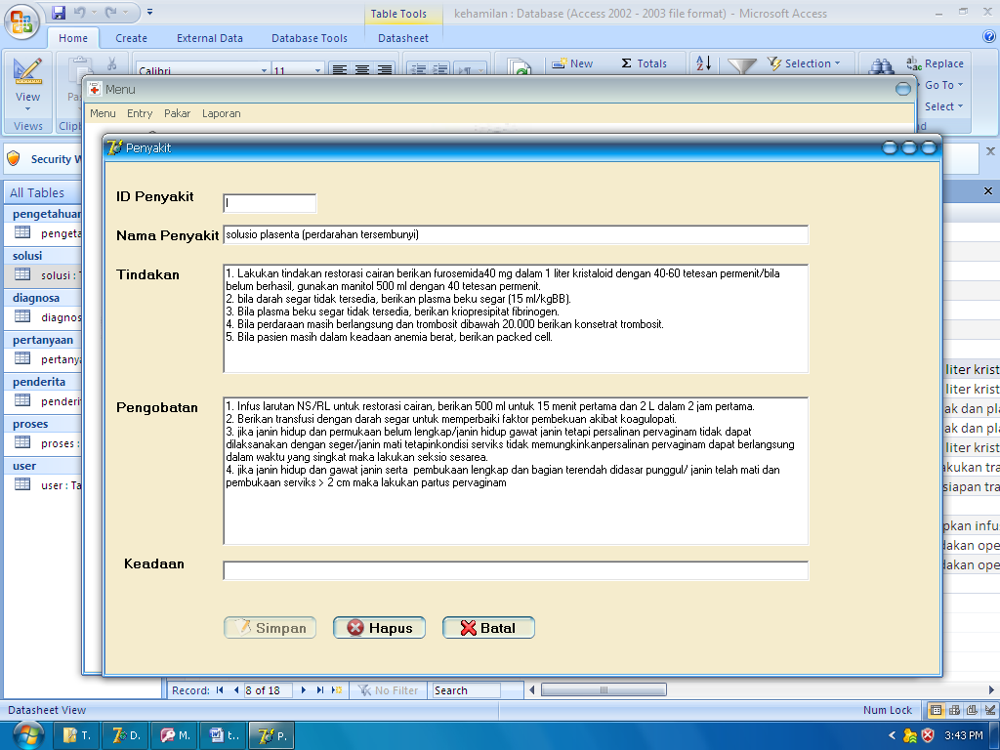 Table Tools
kehamilan : Database (Access 2002 - 2003 file format) - Microsoft Access
Home
Create
External Data
Database Tools
Datasheet
View
Views
Calibri
11
New
Totals
Selection
Replace
Go To
Select
Menu
Menu Entry Pakar Laporan
Security W
All Tables
pengetahuan
pengeta
solusi
solusi : T
diagnosa
diagnos
pertanyaan
pertanya
penderita
penderi
proses
proses :
user
user : Ta
Penyakit
ID Penyakit
Nama Penyakit
solusio plasenta (perdarahan tersembunyi)
Tindakan
1. Lakukan tindakan restorasi cairan berikan furosemida40 mg dalam 1 liter kristaloid dengan 40-60 tetesan permenit/bila
belum berhasil, gunakan manitol 500 ml dengan 40 tetesan permenit.
2. bila darah segar tidak tersedia, berikan plasma beku segar (15 ml/kgBB).
3. Bila plasma beku segar tidak tersedia, berikan kriopresipitat fibrinogen.
4. Bila perdaraan masih berlangsung dan trombosit dibawah 20.000 berikan konsetrat trombosit.
5. Bila pasien masih dalam keadaan anemia berat, berikan packed cell.
Pengobatan
1. Infus larutan NS/RL untuk restorasi cairan, berikan 500 ml untuk 15 menit pertama dan 2 L dalam 2 jam pertama.
2. Berikan transfusi dengan darah segar untuk memperbaiki faktor pembekuan akibat koagulopati.
3. jika janin hidup dan permukaan belum lengkap/janin hidup gawat janin tetapi persalinan pervaginam tidak dapat
dilaksanakan dengan seger/janin mati tetapinkondisi serviks tidak memungkinkanpersalinan pervaginam dapat berlangsung
dalam waktu yang singkat maka lakukan seksio sesarea.
4. jika janin hidup dan gawat janin serta  pembukaan lengkap dan bagian terendah didasar punggul/ janin telah mati dan
pembukaan serviks > 2 cm maka lakukan partus pervaginam
Keadaan
Simpan
Hapus
Batal
liter krist
liter krist
ak dan pl
ak dan pl
liter krist
akukan tra
siapan tra
pkan infu
dakan ope
dakan ope
Record:
8 of 18
No Filter
Search
Datasheet View
Num Lock
T.
D.
M.
t..
P.
3:43 PM